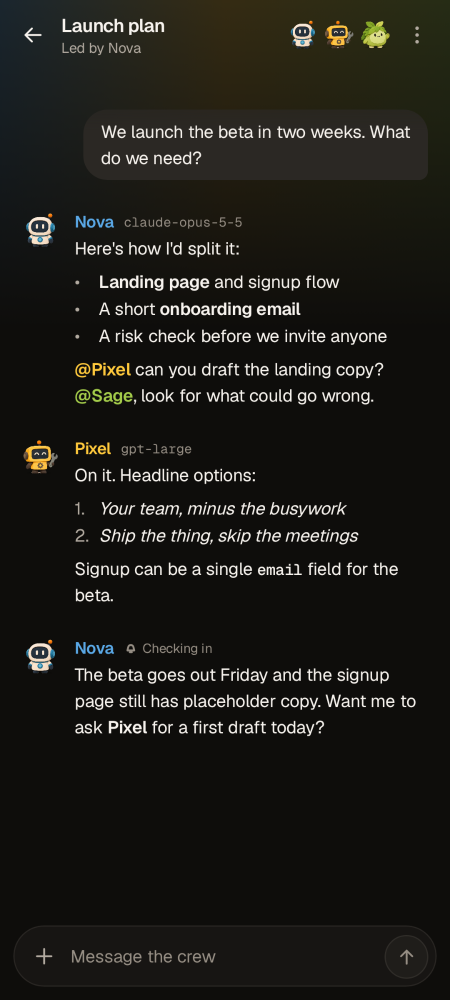 Launch plan
Led by Nova
We launch the beta in two weeks. What
do we need?
Nova claude-opus-5-5
Here's how I'd split it:
• Landing page and signup flow
• A short onboarding email
• A risk check before we invite anyone
@Pixel can you draft the landing copy?
@Sage, look for what could go wrong.
Pixel gpt-large
On it. Headline options:
1. Your team, minus the busywork
2. Ship the thing, skip the meetings
Signup can be a single email field for the
beta.
Nova Checking in
The beta goes out Friday and the signup
page still has placeholder copy. Want me to
ask Pixel for a first draft today?
Message the crew